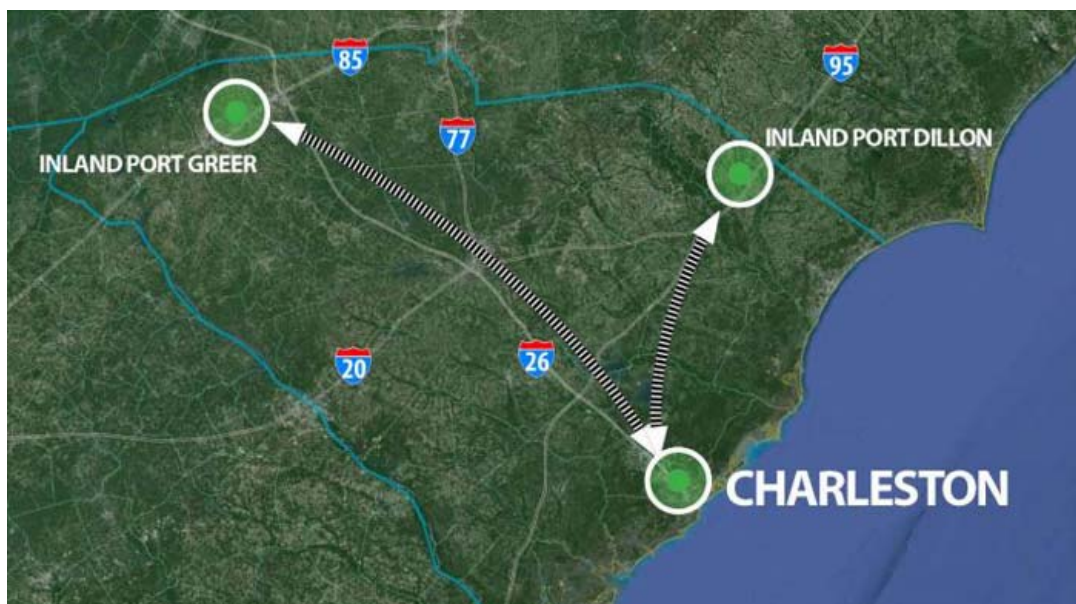 85
95
77
INLAND PORT GREER
INLAND PORT DILLON
20
26
CHARLESTON